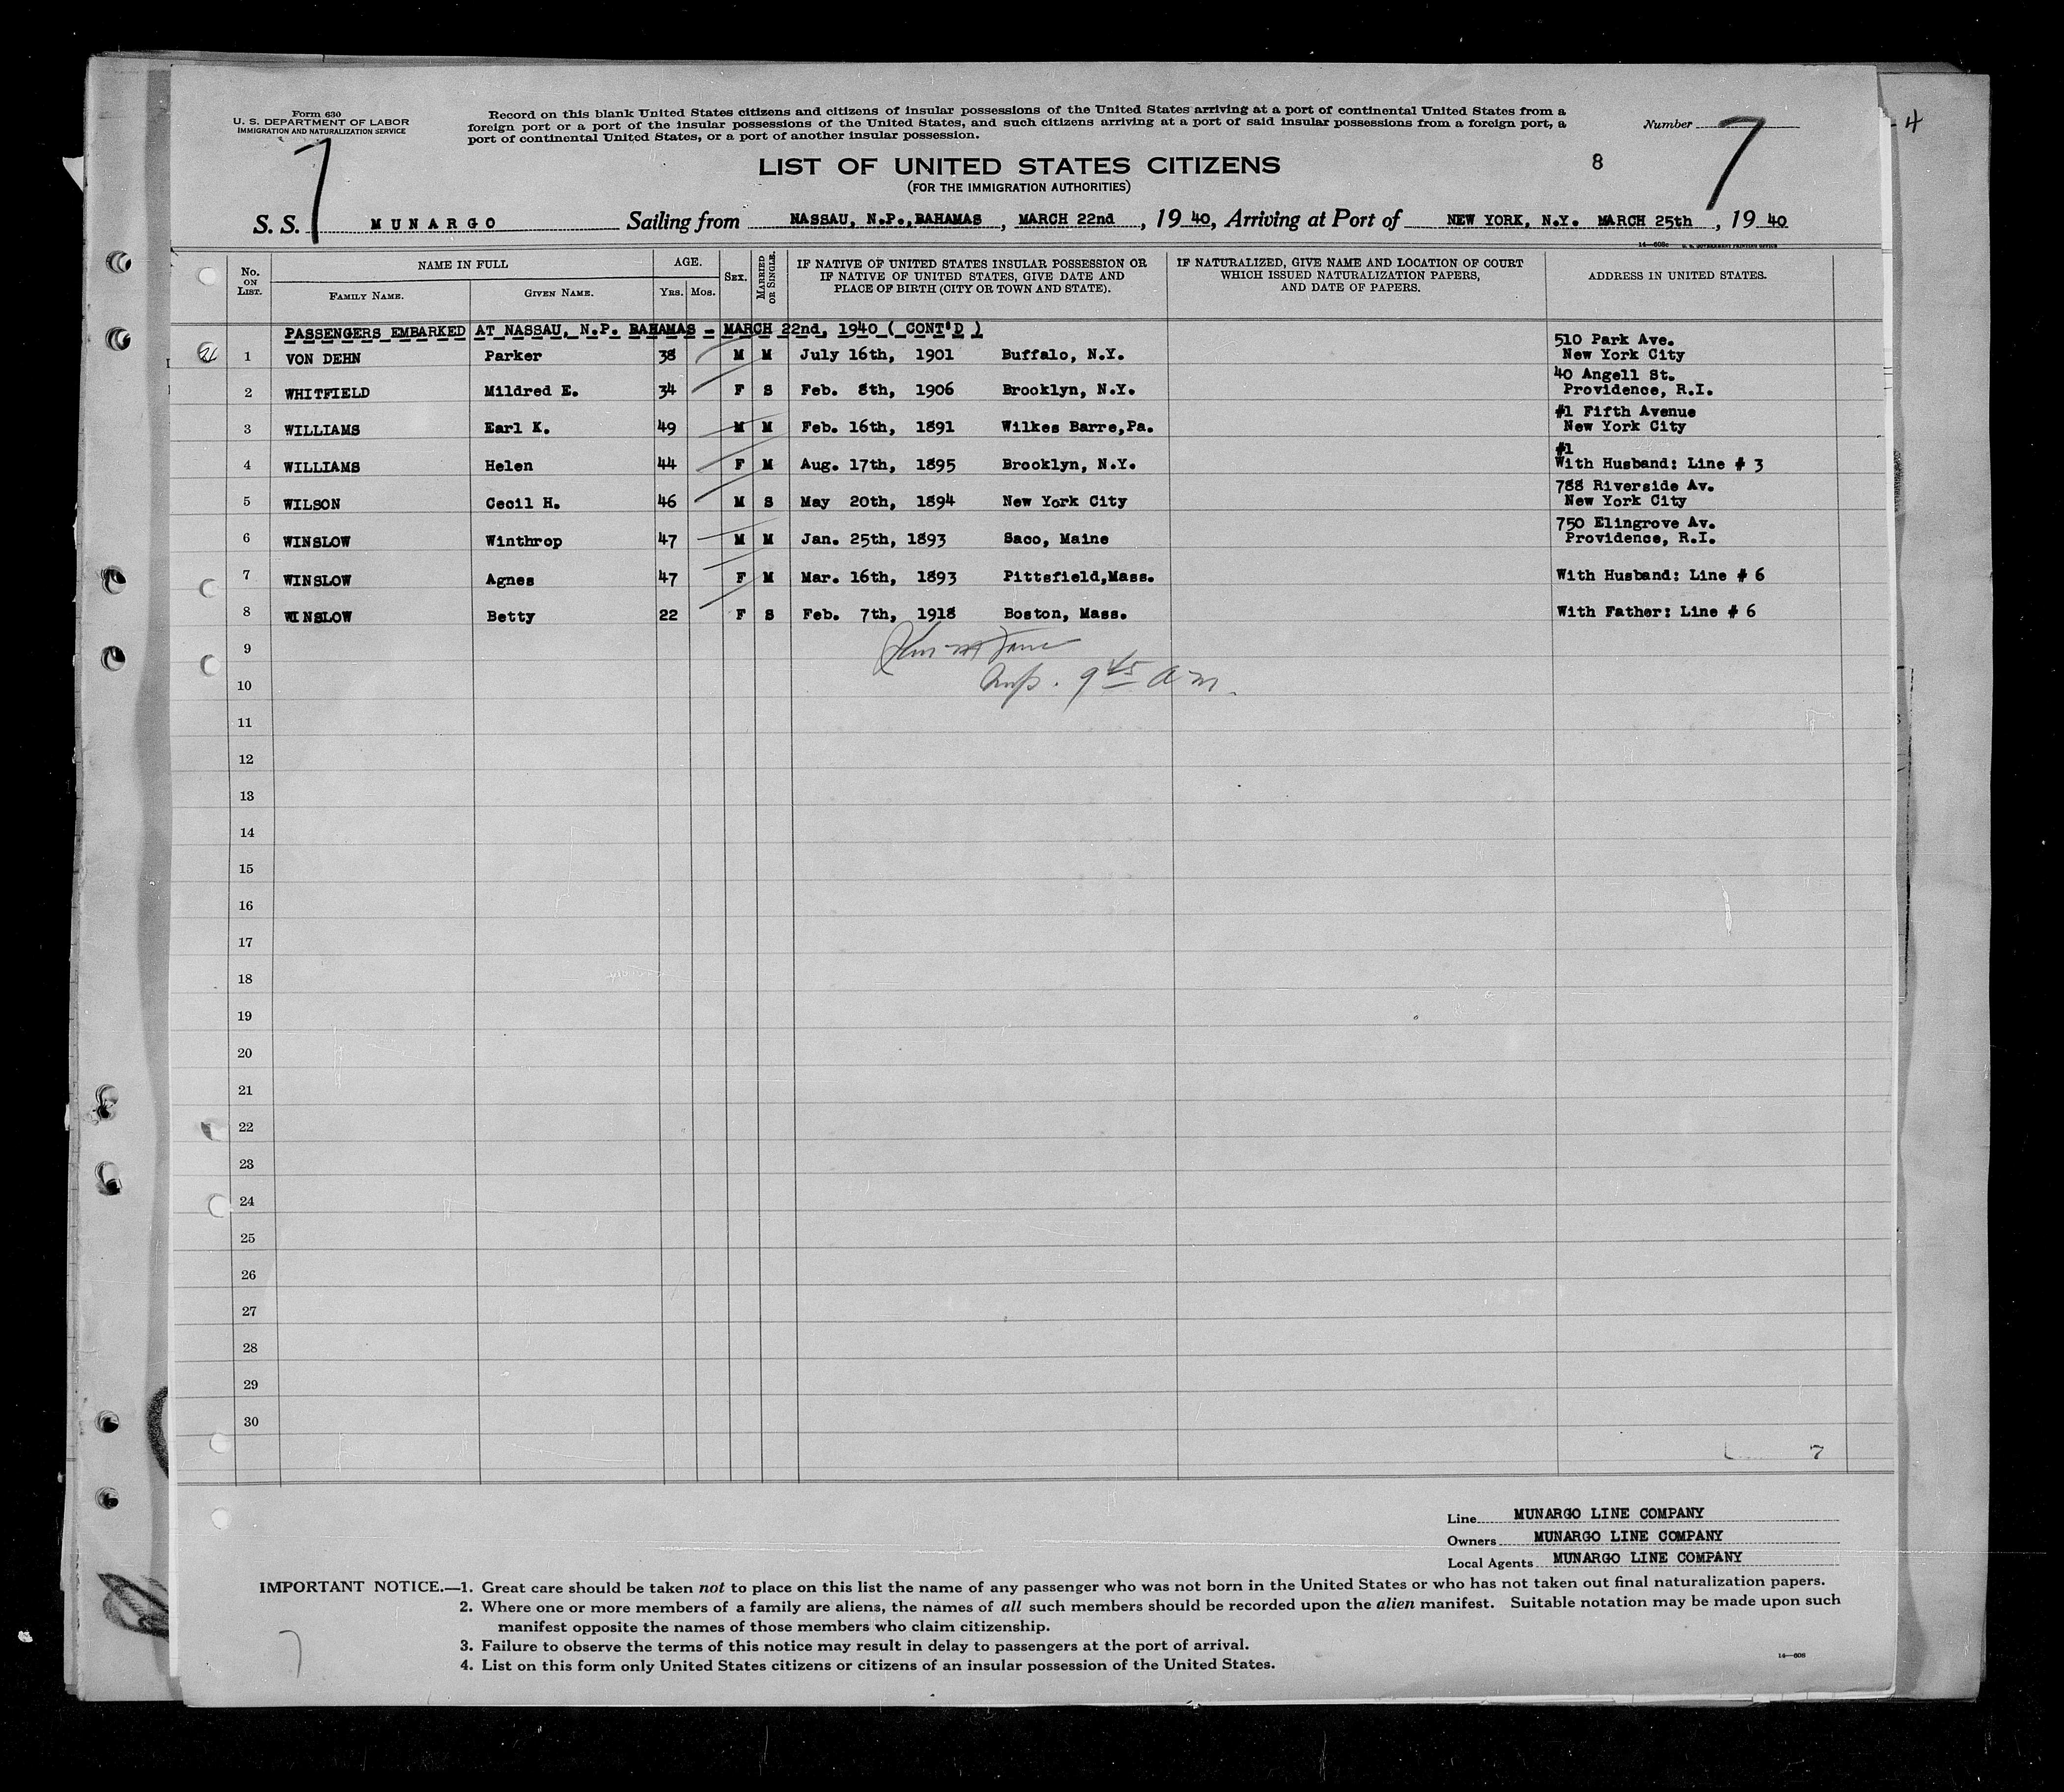 Form 630
U. S. DEPARTMENT OF LABOR
IMMIGRATION AND NATURALIZATION SERVICE
Record on this blank United States citizens and citizens of insular possessions of the United States arriving at a port of continental United States from a
foreign port or a port of the insular possessions of the United States, and such citizens arriving at a port of said insular possessions from a foreign port, a
port of continental United States, or a port of another insular possession.
Number 7
4
7
LIST OF UNITED STATES CITIZENS
8
(FOR THE IMMIGRATION AUTHORITIES)
S. S. MUNARGO Sailing from NASSAU, N.P., BAHAMAS, MARCH 22nd, 1940, Arriving at Port of NEW YORK, N.Y. MARCH 25th, 1940
14—608c U. S. GOVERNMENT PRINTING OFFICE
No. ON LIST. NAME IN FULL FAMILY NAME. GIVEN NAME. AGE. YRS. MOS. SEX. MARRIED OR SINGLE. IF NATIVE OF UNITED STATES INSULAR POSSESSION OR IF NATIVE OF UNITED STATES, GIVE DATE AND PLACE OF BIRTH (CITY OR TOWN AND STATE). IF NATURALIZED, GIVE NAME AND LOCATION OF COURT WHICH ISSUED NATURALIZATION PAPERS, AND DATE OF PAPERS. ADDRESS IN UNITED STATES.
PASSENGERS EMBARKED AT NASSAU, N.P. BAHAMAS - MARCH 22nd, 1940 ( CONT'D )
1 VON DEHN Parker 38 M M July 16th, 1901 Buffalo, N.Y. 510 Park Ave. New York City
2 WHITFIELD Mildred E. 34 F S Feb. 8th, 1906 Brooklyn, N.Y. 40 Angell St. Providence, R.I.
3 WILLIAMS Earl K. 49 M M Feb. 16th, 1891 Wilkes Barre,Pa. #1 Fifth Avenue New York City
4 WILLIAMS Helen 44 F M Aug. 17th, 1895 Brooklyn, N.Y. #1 With Husband: Line # 3
5 WILSON Cecil H. 46 M S May 20th, 1894 New York City 788 Riverside Av. New York City
6 WINSLOW Winthrop 47 M M Jan. 25th, 1893 Saco, Maine 750 Elingrove Av. Providence, R.I.
7 WINSLOW Agnes 47 F M Mar. 16th, 1893 Pittsfield,Mass. With Husband: Line # 6
8 WINSLOW Betty 22 F S Feb. 7th, 1918 Boston, Mass. With Father: Line # 6
9
10 9 45 a m.
11
12
13
14
15
16
17
18
19
20
21
22
23
24
25
26
27
28
29
30
7
Line MUNARGO LINE COMPANY
Owners MUNARGO LINE COMPANY
Local Agents MUNARGO LINE COMPANY
IMPORTANT NOTICE.—1. Great care should be taken not to place on this list the name of any passenger who was not born in the United States or who has not taken out final naturalization papers.
2. Where one or more members of a family are aliens, the names of all such members should be recorded upon the alien manifest. Suitable notation may be made upon such
manifest opposite the names of those members who claim citizenship.
3. Failure to observe the terms of this notice may result in delay to passengers at the port of arrival.
4. List on this form only United States citizens or citizens of an insular possession of the United States.
14—608
7